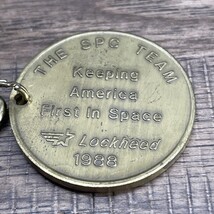 THE SPC TEAM
Keeping
America
First in Space
Lockheed
1988